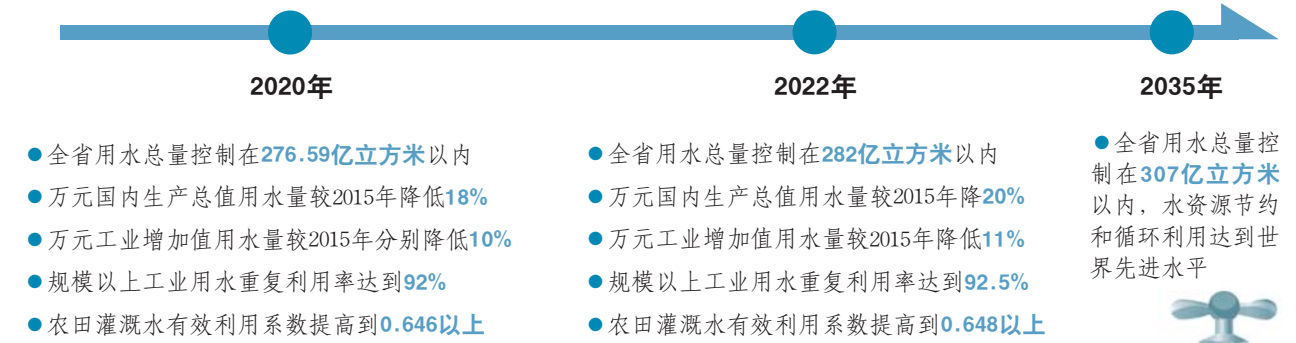 2020年
●全省用水总量控制在276.59亿立方米以内
●万元国内生产总值用水量较2015年降低18%
●万元工业增加值用水量较2015年分别降低10%
●规模以上工业用水重复利用率达到92%
●农田灌溉水有效利用系数提高到0.646以上
2022年
●全省用水总量控制在282亿立方米以内
●万元国内生产总值用水量较2015年降20%
●万元工业增加值用水量较2015年降低11%
●规模以上工业用水重复利用率达到92.5%
●农田灌溉水有效利用系数提高到0.648以上
2035年
●全省用水总量控
制在307亿立方米
以内，水资源节约
和循环利用达到世
界先进水平